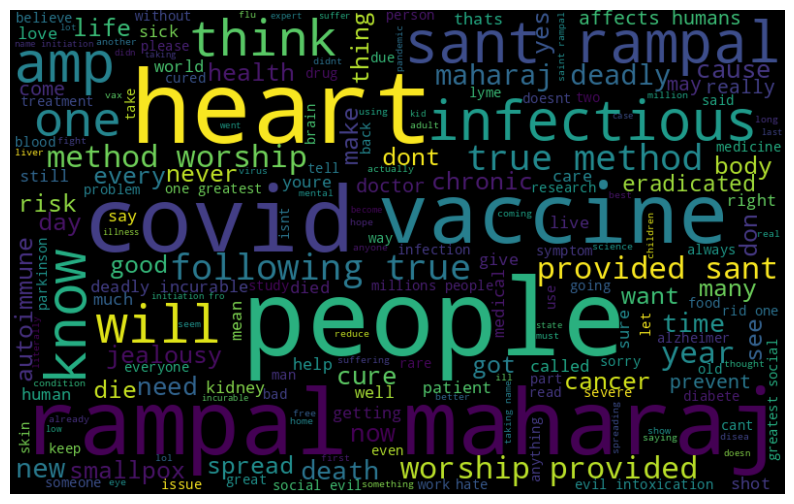 believe without flu expert suffer person thats affects humans
name initiation another love life sick please think thing yes sant rampal saint rampal
lot didn taking didnt pandemic
amp world health drug due maharaj deadly cause
come cured heart lyme may really
treatment vax take brain doesnt two million said
one went make back using kid adult infectious case long last
blood fight method worship dont true method medicine
liver virus actually body
still every never tell doctor chronic care eradicated
problem one greatest youre research right
risk mental coming best
day say covid isnt become vaccine live don
illness hope anyone way science children real
know good following true infection symptom always
parkinson give provided sant
deadly incurable study died millions people going
autoimmune much mean initiation fro medical use want food rid one many
will seem people sure let time see
literally jealousy reduce got state must alzheimer year
everyone help suffering rare called sorry old thought
condition die need man cure patient part cancer prevent
human incurable bad kidney ill read severe diabete
rampal maharaj
skin already low free home getting well better taking name anything spreading show saying disea cant greatest social
keep now even doesn
new smallpox lol spread great death first worship provided shot
someone eye issue social evil something work hate evil intoxication